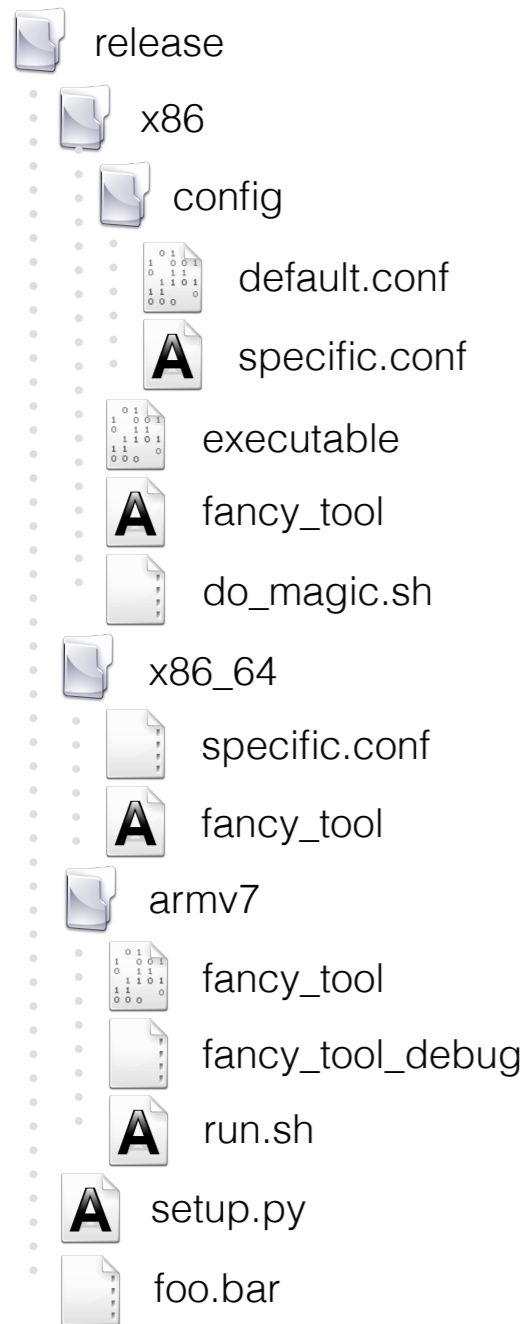 release
x86
config
default.conf
specific.conf
executable
fancy_tool
do_magic.sh
x86_64
specific.conf
fancy_tool
armv7
fancy_tool
fancy_tool_debug
run.sh
setup.py
foo.bar